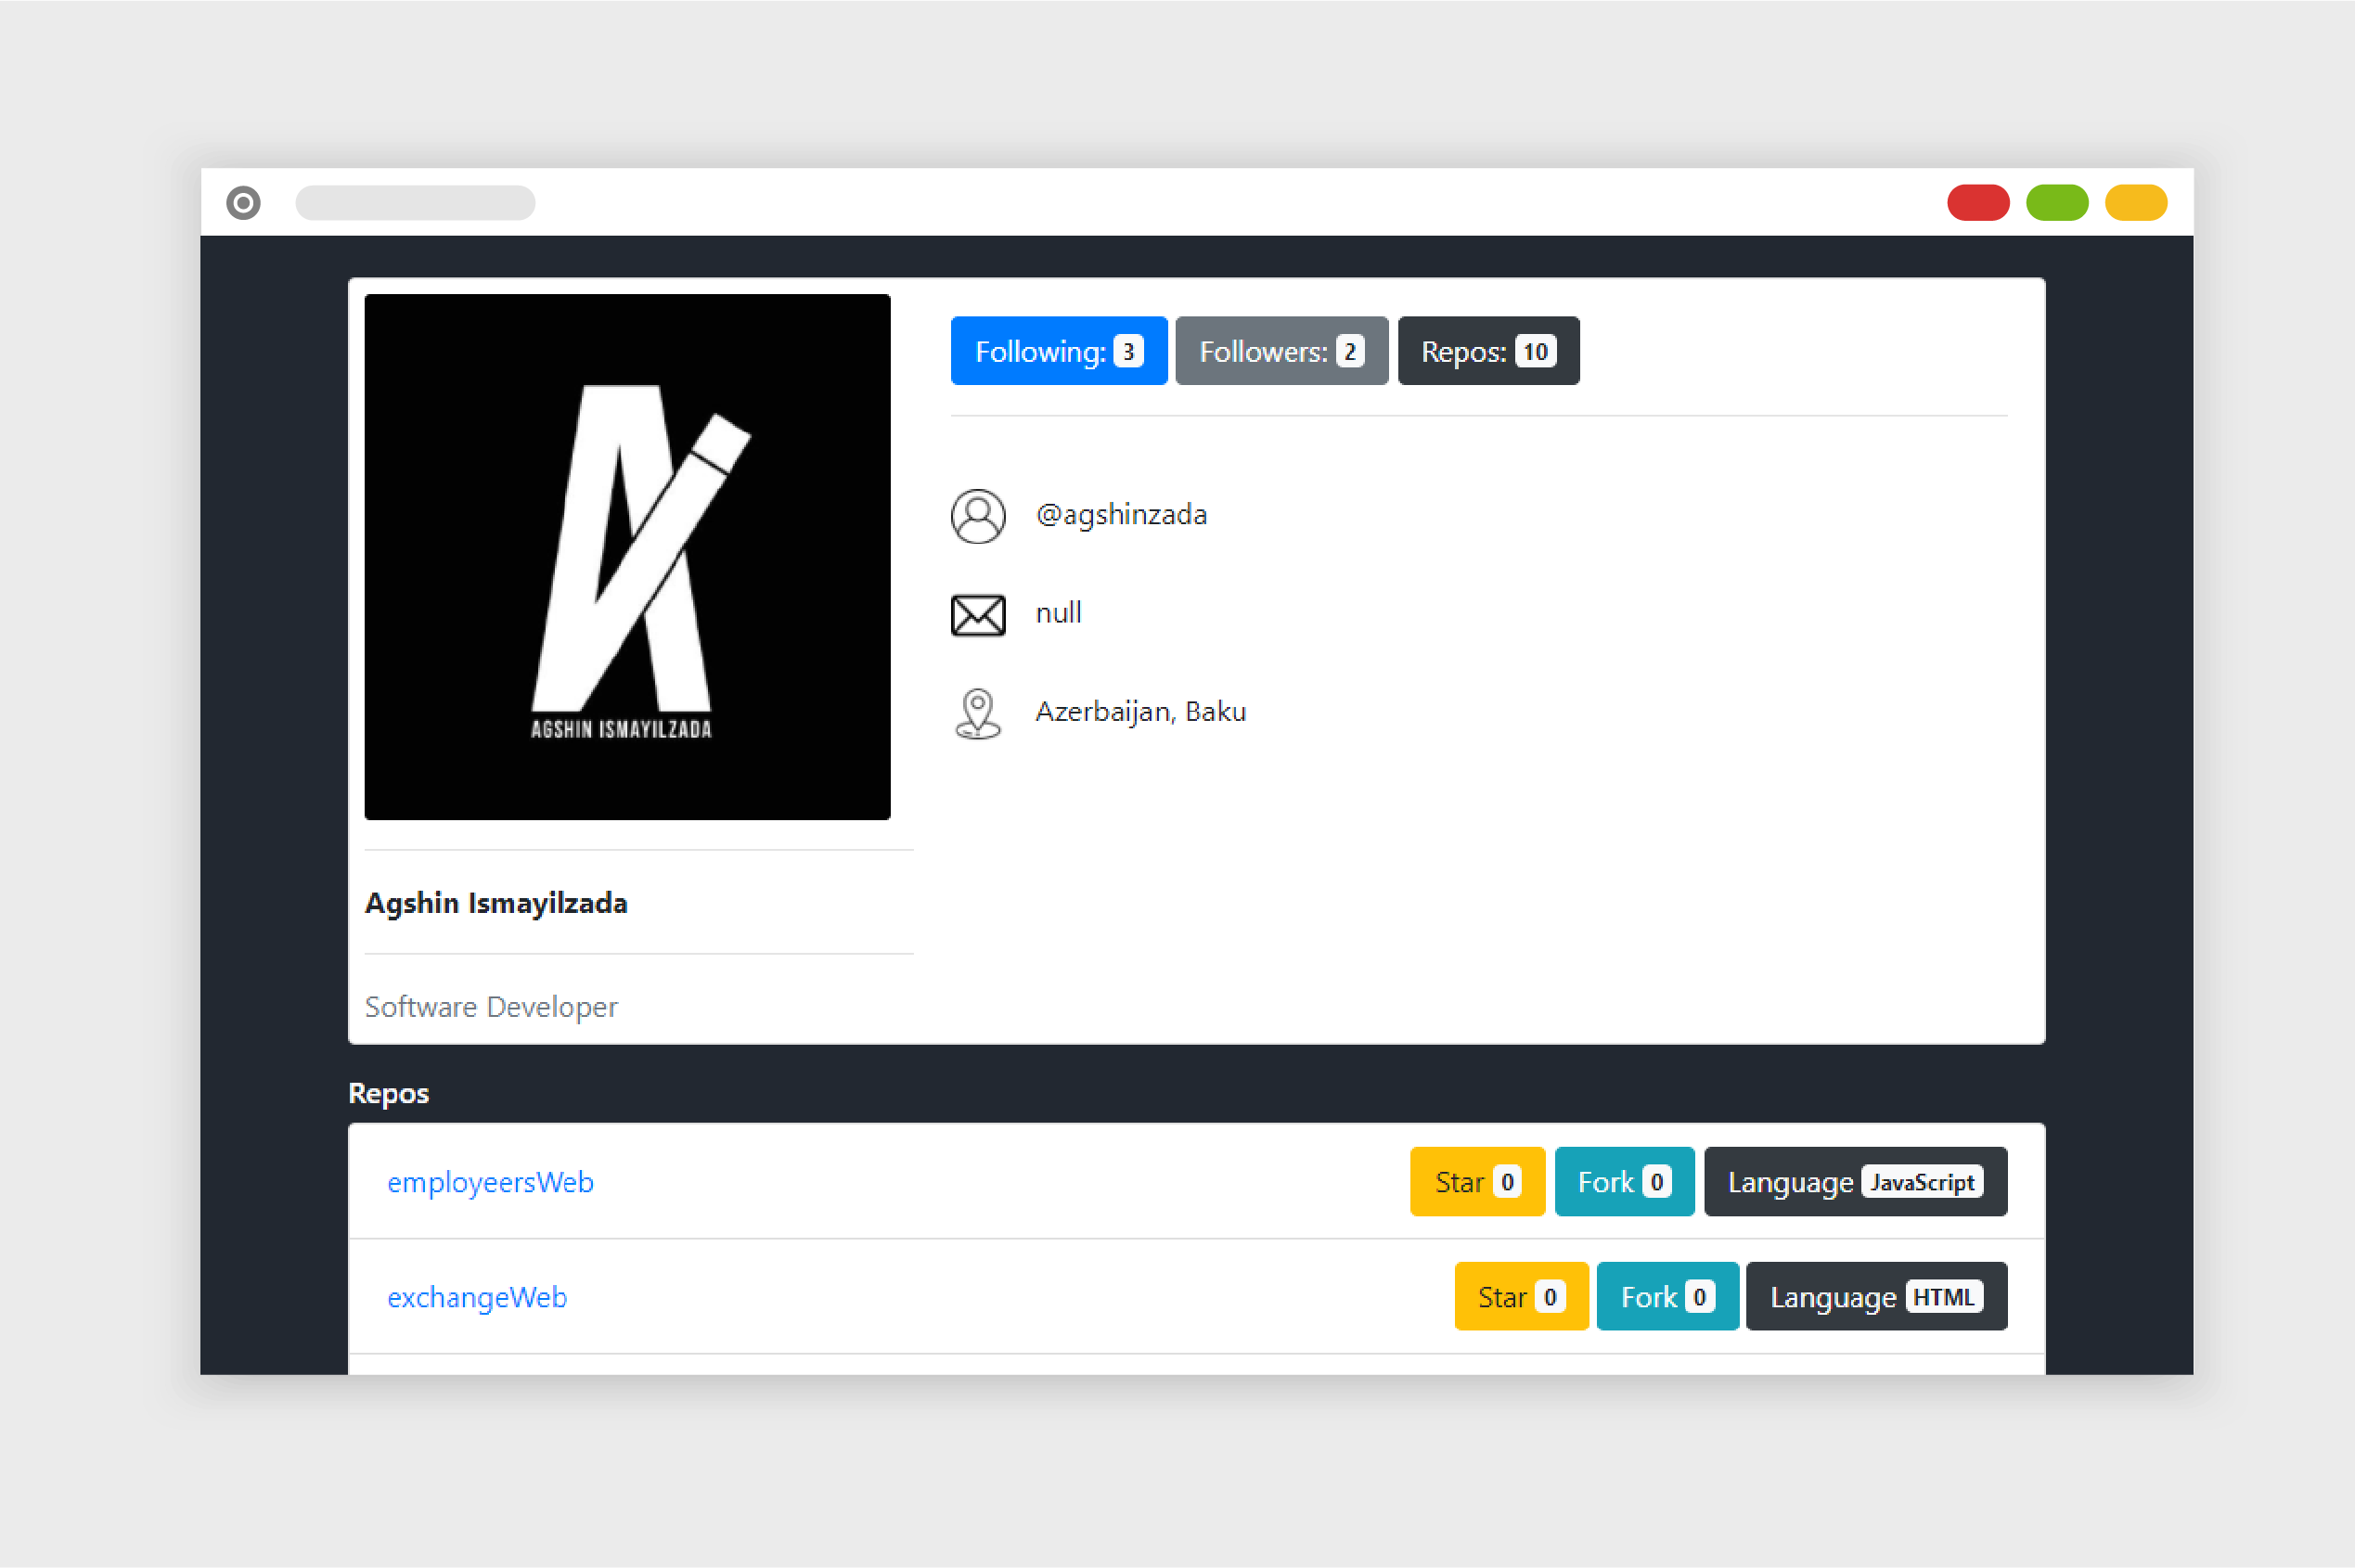 Following: 3 Followers: 2 Repos: 10
@agshinzada
null
Azerbaijan, Baku
AGSHIN ISMAYILZADA
Agshin Ismayilzada
Software Developer
Repos
employeersWeb Star 0 Fork 0 Language JavaScript
exchangeWeb Star 0 Fork 0 Language HTML